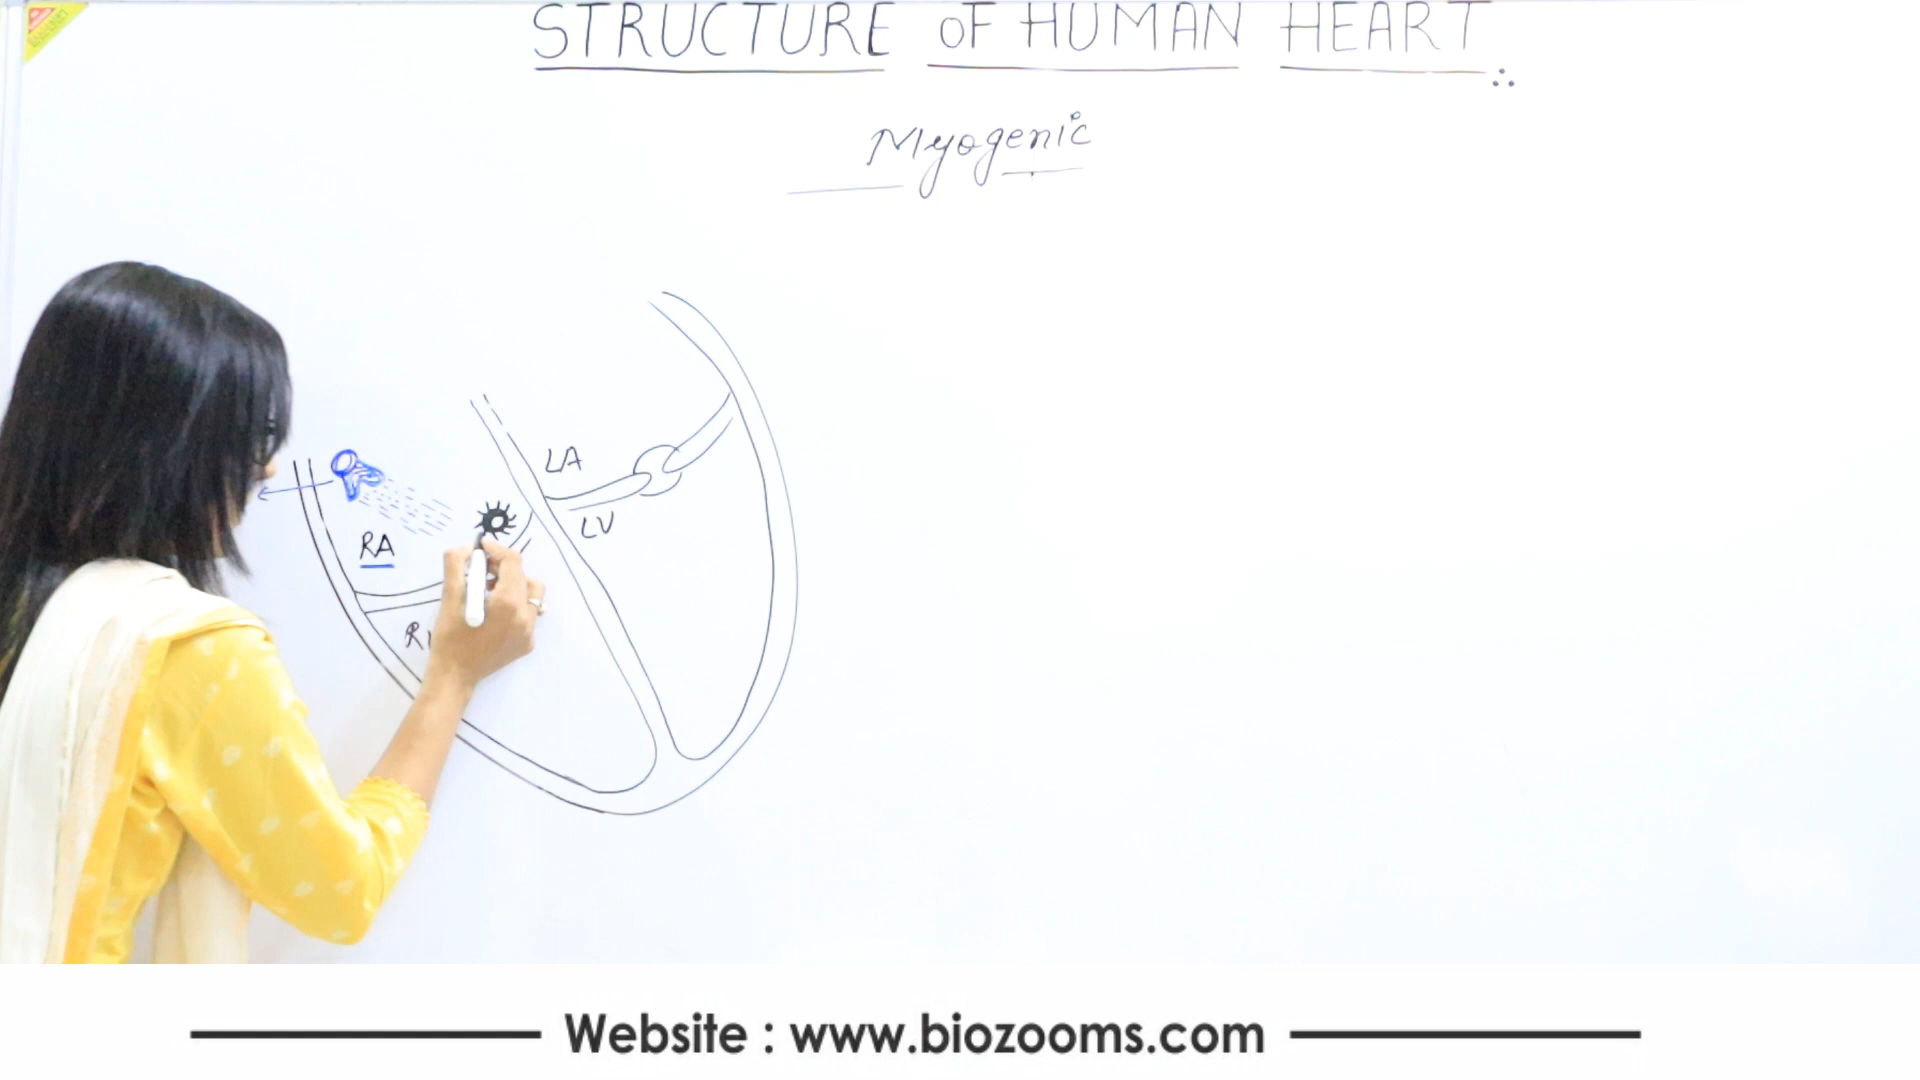 STRUCTURE OF HUMAN HEART
Myogenic
LA
LV
RA
Website : www.biozooms.com